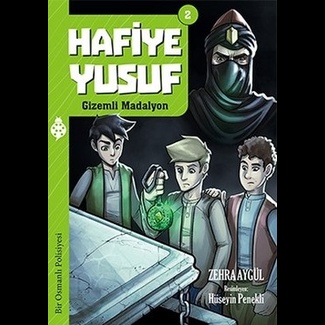 2
HAFİYE
YUSUF
Gizemli Madalyon
Bir Osmanlı Polisiyesi
ZEHRA AYGÜL
Resimleyen:
Hüseyin Penekli